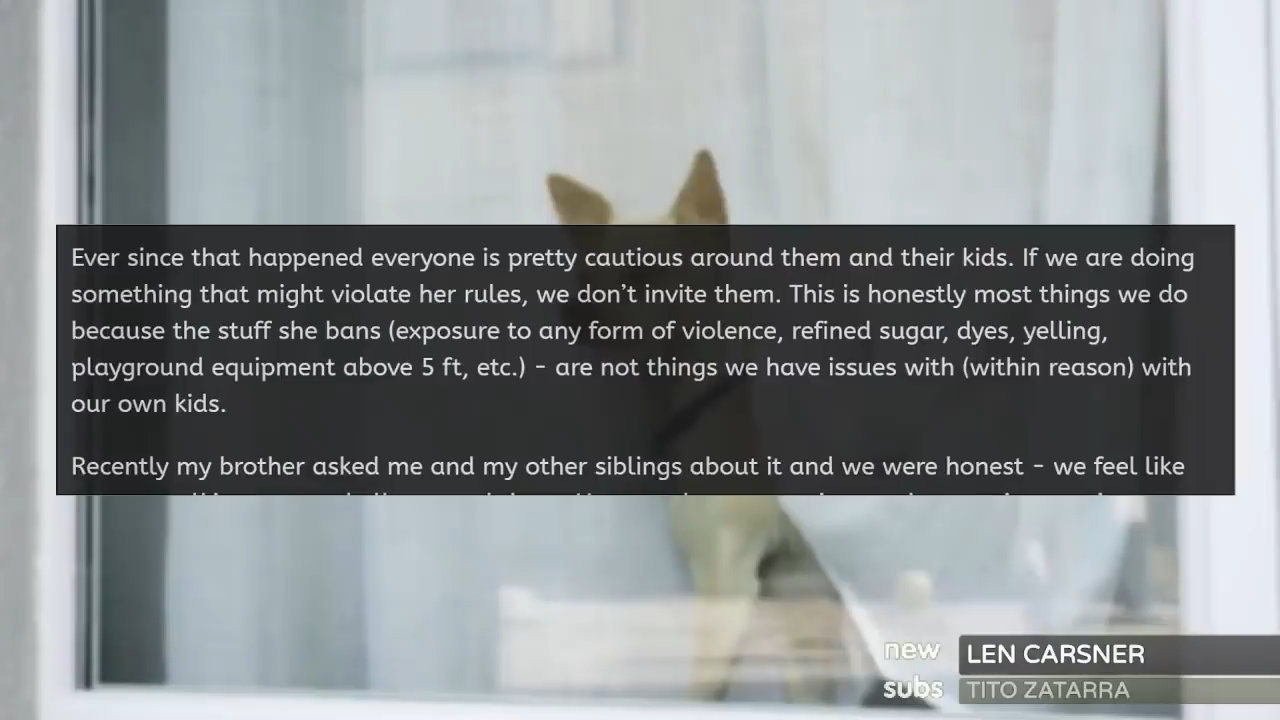 Ever since that happened everyone is pretty cautious around them and their kids. If we are doing
something that might violate her rules, we don’t invite them. This is honestly most things we do
because the stuff she bans (exposure to any form of violence, refined sugar, dyes, yelling,
playground equipment above 5 ft, etc.) - are not things we have issues with (within reason) with
our own kids.
Recently my brother asked me and my other siblings about it and we were honest - we feel like
new LEN CARSNER
subs TITO ZATARRA